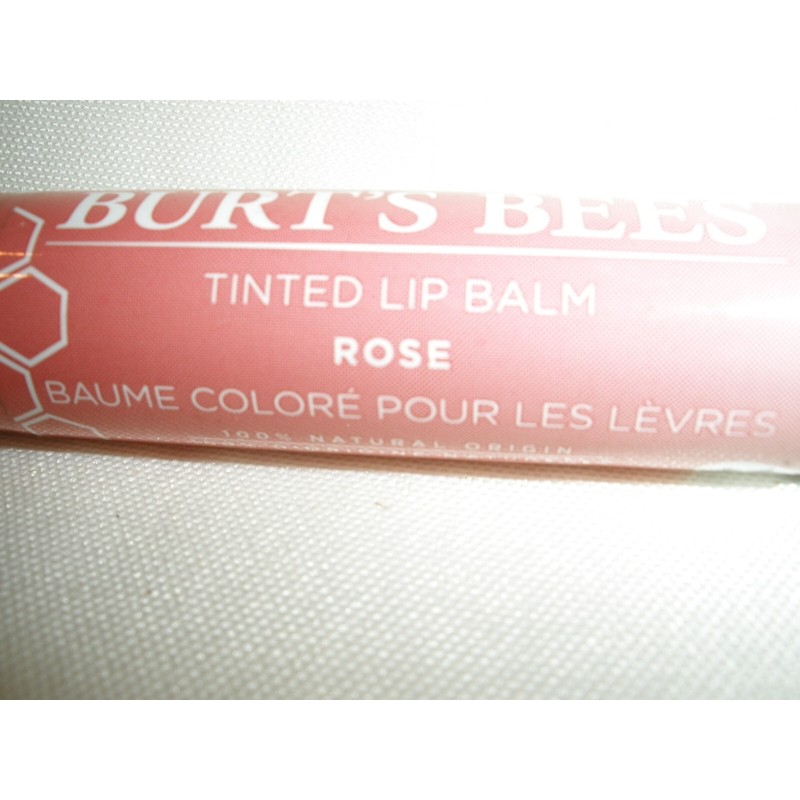 BURT'S BEES
TINTED LIP BALM
ROSE
BAUME COLORÉ POUR LES LÈVRES
100% NATURAL ORIGIN